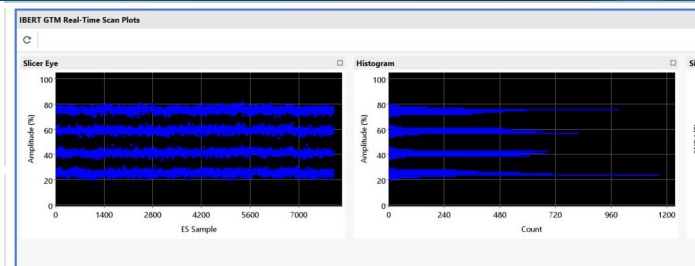 IBERT GTM Real-Time Scan Plots
Slicer Eye
Amplitude (%)
100
80
60
40
20
0
0 1400 2800 4200 5600 7000
ES Sample
Histogram
Amplitude (%)
100
80
60
40
20
0
0 240 480 720 960 1200
Count